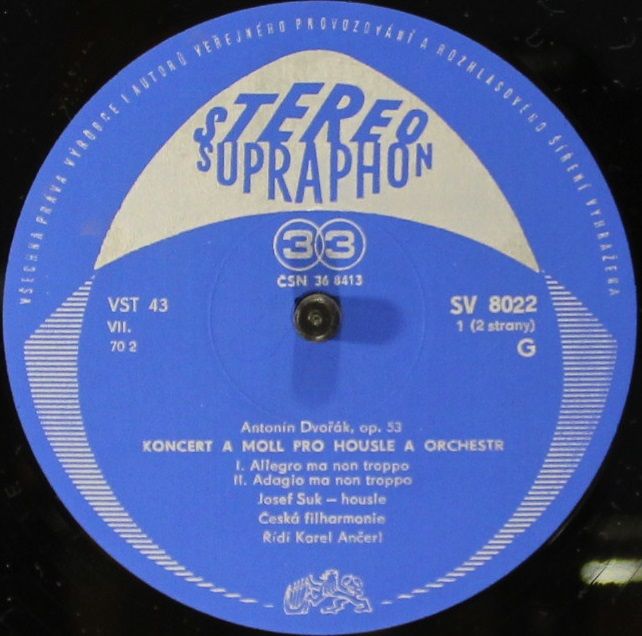 VŠECHNA PRÁVA VÝROBCE I AUTORŮ VEŘEJNÉHO PROVOZOVÁNÍ A ROZHLASOVÉHO ŠÍŘENÍ VYHRAŽENA
STEREO
SUPRAPHON
33
ČSN 36 8413
VST 43
SV 8022
VII.
1 (2 strany)
70 2
G
Antonín Dvořák, op. 53
KONCERT A MOLL PRO HOUSLE A ORCHESTR
I. Allegro ma non troppo
II. Adagio ma non troppo
Josef Suk – housle
Česká filharmonie
Řídí Karel Ančerl